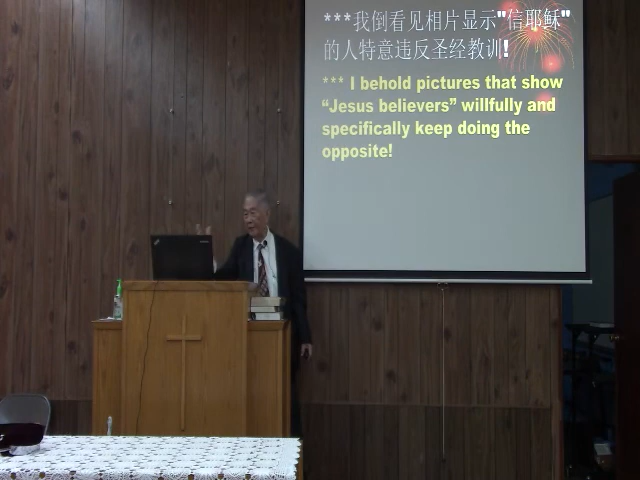 ***我倒看见相片显示"信耶稣"
的人特意违反圣经教训!
*** I behold pictures that show
“Jesus believers” willfully and
specifically keep doing the
opposite!